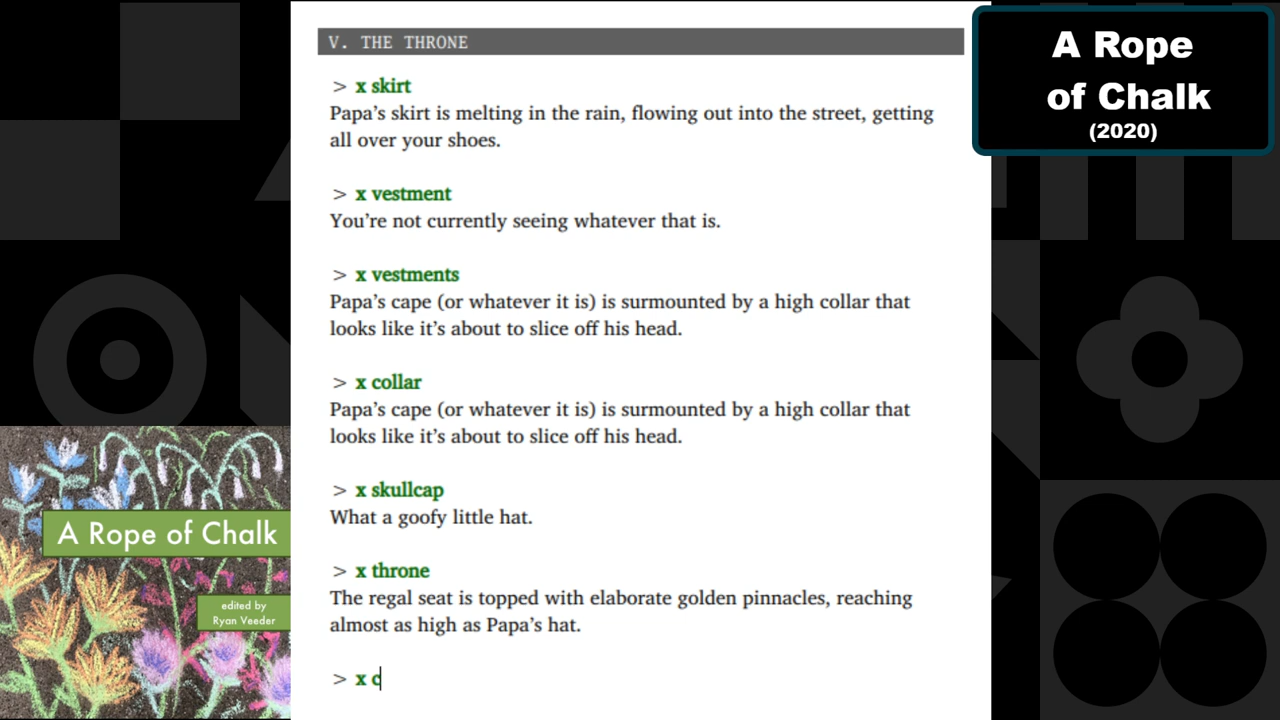 V. THE THRONE
> x skirt
Papa's skirt is melting in the rain, flowing out into the street, getting
all over your shoes.
> x vestment
You're not currently seeing whatever that is.
> x vestments
Papa's cape (or whatever it is) is surmounted by a high collar that
looks like it's about to slice off his head.
> x collar
Papa's cape (or whatever it is) is surmounted by a high collar that
looks like it's about to slice off his head.
> x skullcap
What a goofy little hat.
> x throne
The regal seat is topped with elaborate golden pinnacles, reaching
almost as high as Papa's hat.
> x c
A Rope
of Chalk
(2020)
A Rope of Chalk
edited by
Ryan Veeder